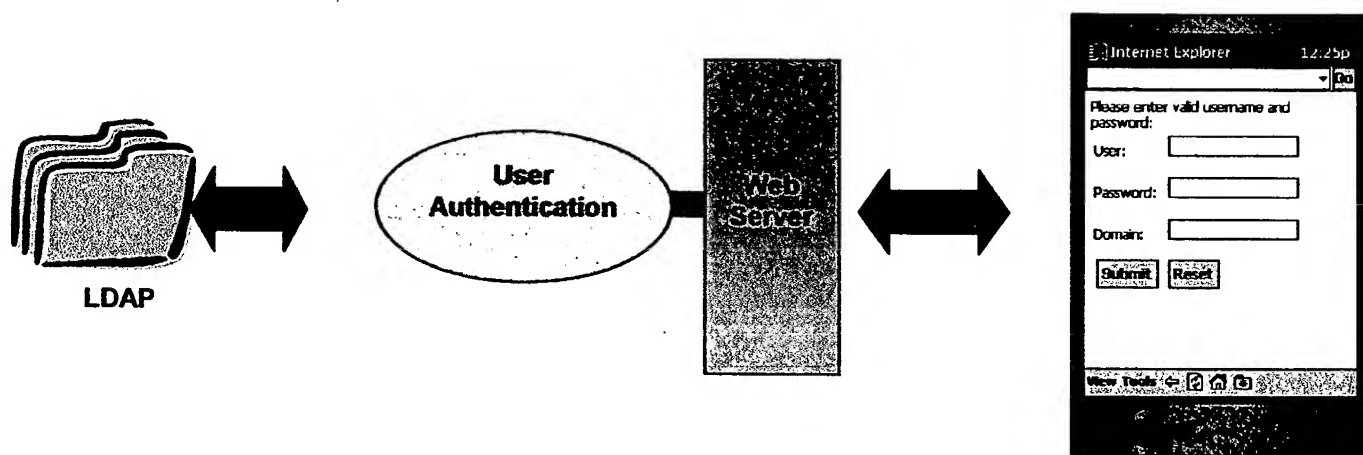 LDAP
User
Authentication
Web
Server
Internet Explorer 12:25p
Go
Please enter valid username and
password:
User:
Password:
Domain:
Submit Reset
View Tools